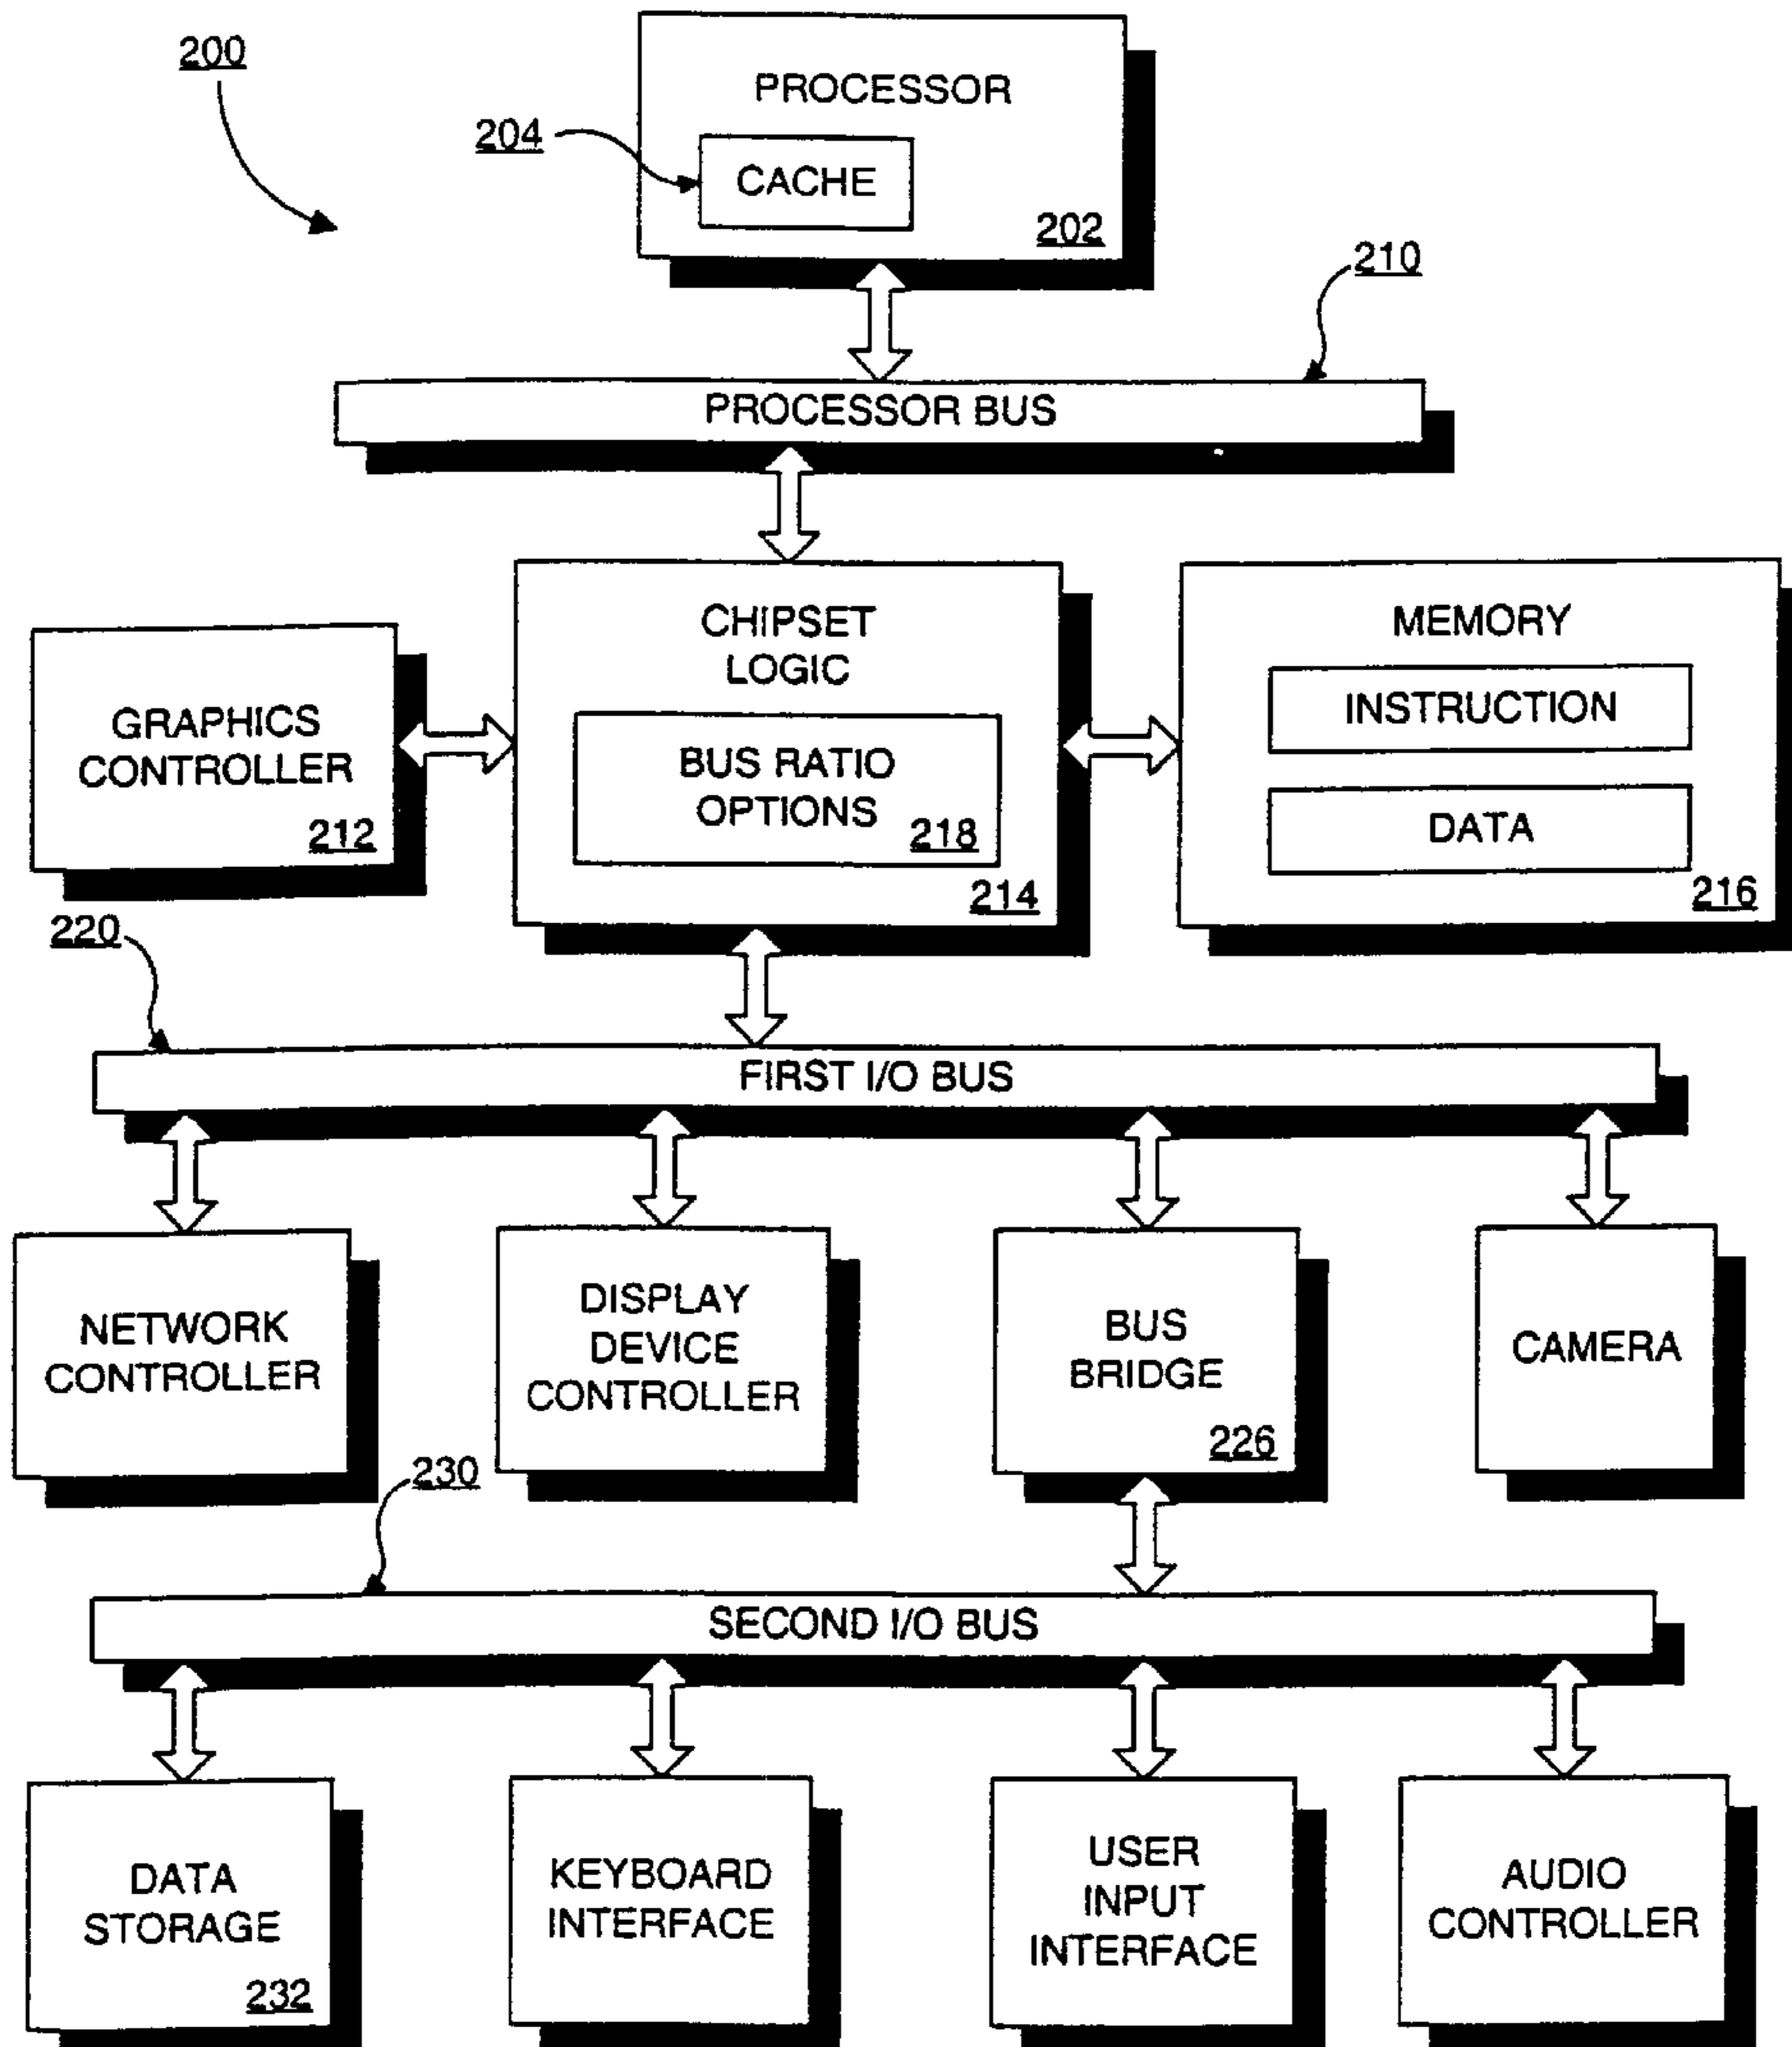 200
PROCESSOR
204
CACHE
202
210
PROCESSOR BUS
CHIPSET
LOGIC
BUS RATIO
OPTIONS
218
214
GRAPHICS
CONTROLLER
212
MEMORY
INSTRUCTION
DATA
216
220
FIRST I/O BUS
NETWORK
CONTROLLER
DISPLAY
DEVICE
CONTROLLER
BUS
BRIDGE
226
CAMERA
230
SECOND I/O BUS
DATA
STORAGE
232
KEYBOARD
INTERFACE
USER
INPUT
INTERFACE
AUDIO
CONTROLLER